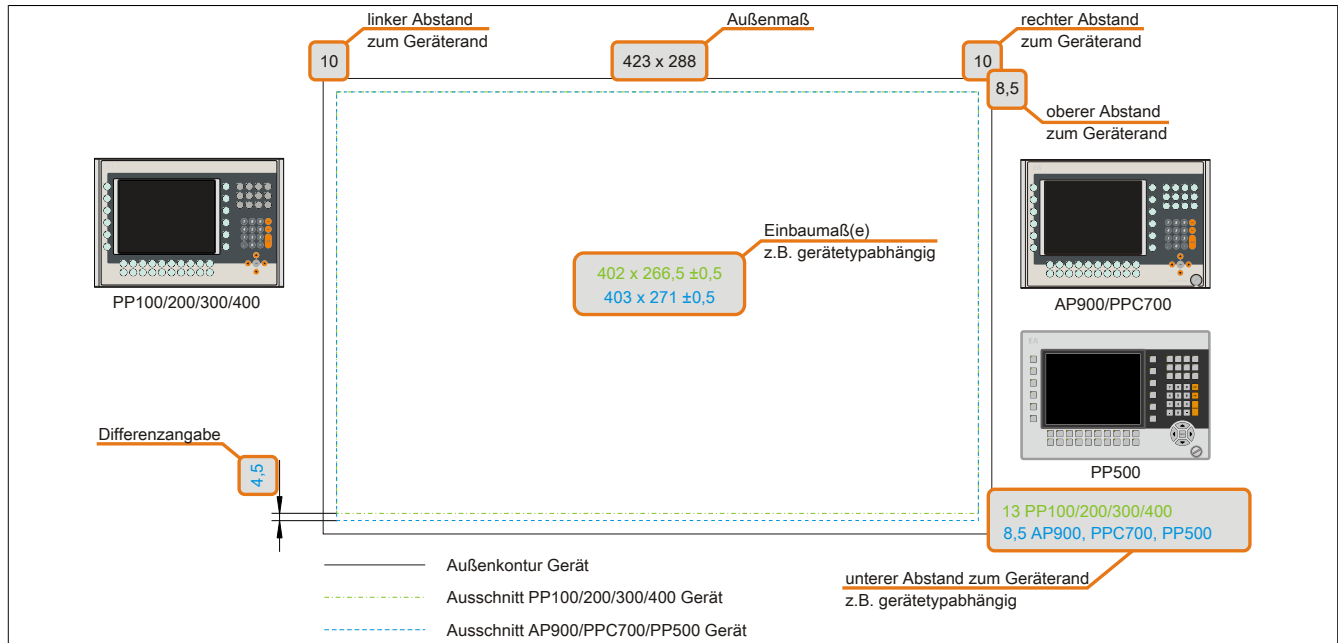 linker Abstand
zum Geräterand
Außenmaß
rechter Abstand
zum Geräterand
10
423 x 288
10
8,5
oberer Abstand
zum Geräterand
Einbaumaß(e)
z.B. gerätetypabhängig
402 x 266,5 ±0,5
403 x 271 ±0,5
PP100/200/300/400
AP900/PPC700
PP500
Differenzangabe
4,5
13 PP100/200/300/400
8,5 AP900, PPC700, PP500
unterer Abstand zum Geräterand
z.B. gerätetypabhängig
Außenkontur Gerät
Ausschnitt PP100/200/300/400 Gerät
Ausschnitt AP900/PPC700/PP500 Gerät